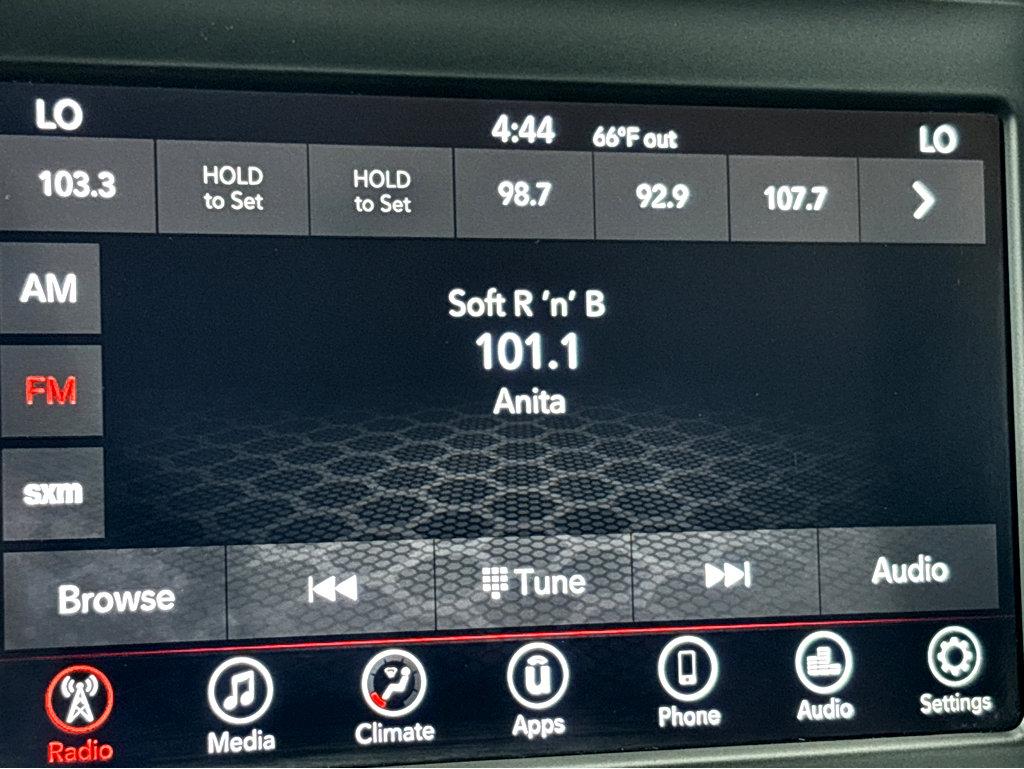 LO 4:44 66°F out LO
103.3 HOLD to Set HOLD to Set 98.7 92.9 107.7
AM
Soft R 'n' B
101.1
FM
Anita
sxm
Browse Tune Audio
Radio Media Climate Apps Phone Audio Settings